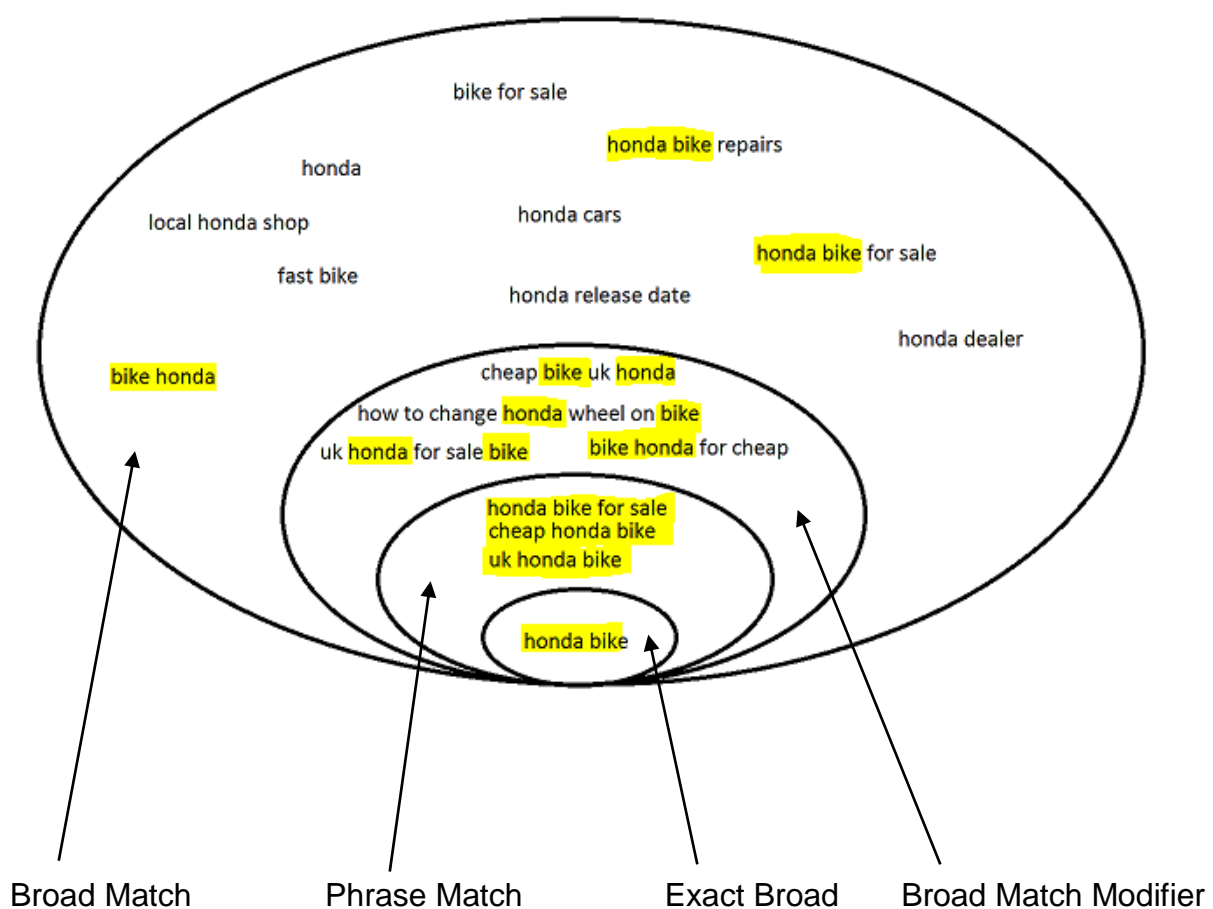 bike for sale
honda bike repairs
honda
honda cars
local honda shop
honda bike for sale
fast bike
honda release date
honda dealer
bike honda
cheap bike uk honda
how to change honda wheel on bike
uk honda for sale bike
bike honda for cheap
honda bike for sale
cheap honda bike
uk honda bike
honda bike
Broad Match
Phrase Match
Exact Broad
Broad Match Modifier